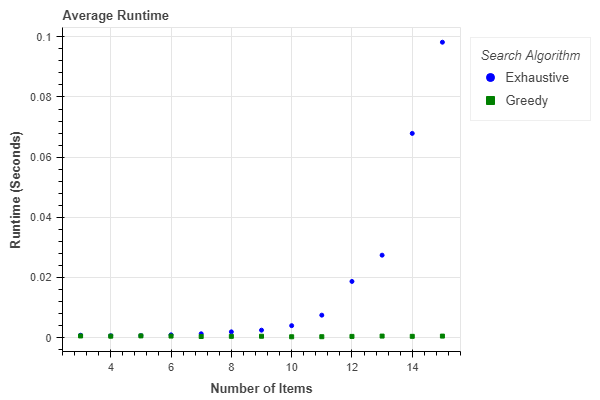 Average Runtime
0.1
0.08
0.06
0.04
0.02
0
Runtime (Seconds)
4
6
8
10
12
14
Number of Items
Search Algorithm
Exhaustive
Greedy